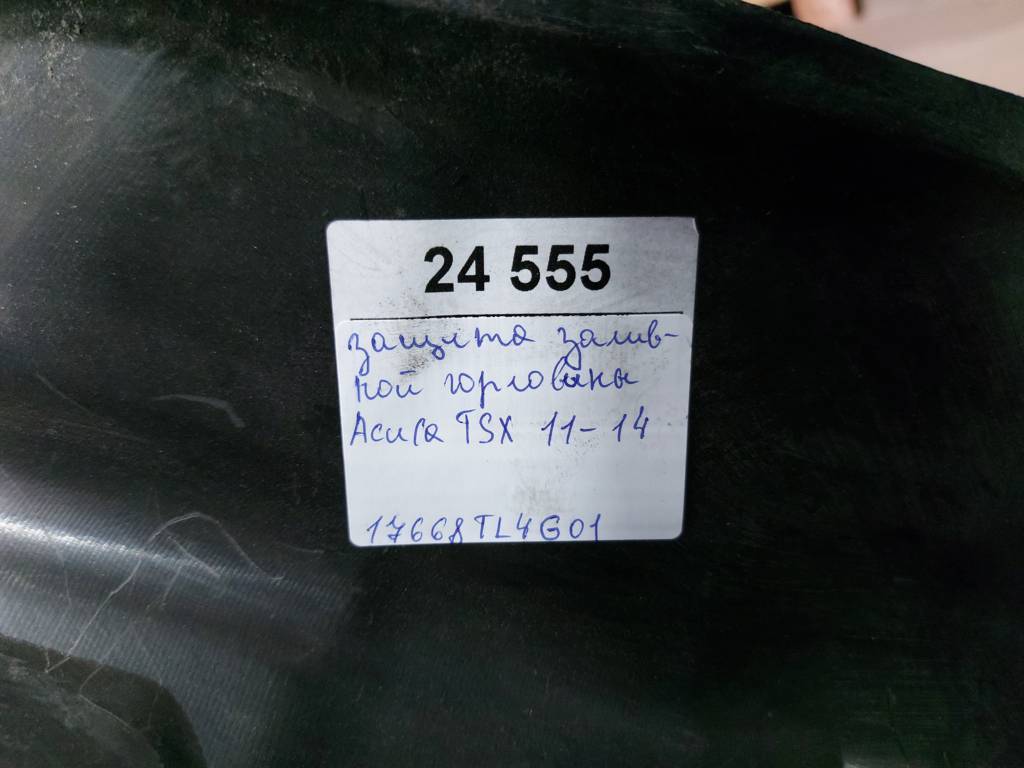 24 555
защита залив-
ной горловины
Acura TSX 11-14
17668TL4G01